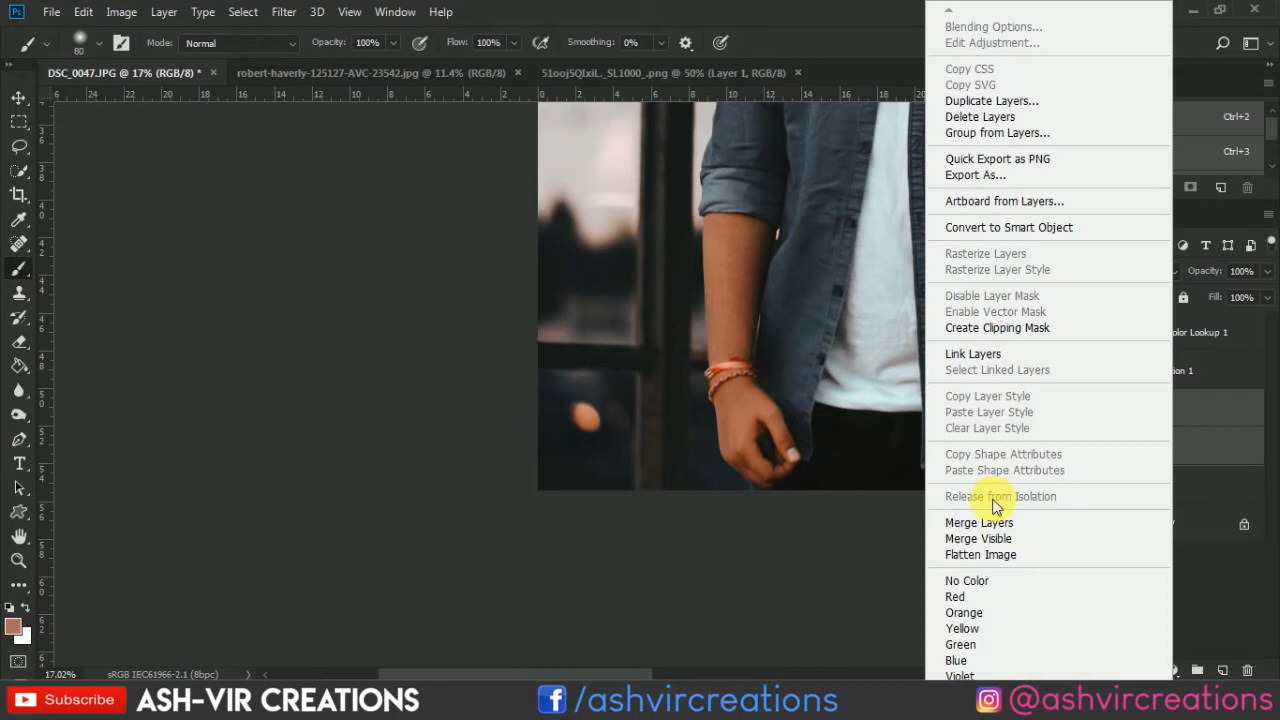 Ps File Edit Image Layer Type Select Filter 3D View Window Help
80 Mode: Normal Opacity: 100% Flow: 100% Smoothing: 0%
DSC_0047.JPG @ 17% (RGB/8) * × robert-haverly-125127-AVC-23542.jpg @ 11.4% (RGB/8) × 51ooj5QIxiL._SL1000_.png @ 50% (Layer 1, RGB/8) ×
Blending Options...
Edit Adjustment...
Copy CSS
Copy SVG
Duplicate Layers...
Delete Layers
Group from Layers...
Quick Export as PNG
Export As...
Artboard from Layers...
Convert to Smart Object
Rasterize Layers
Rasterize Layer Style
Disable Layer Mask
Enable Vector Mask
Create Clipping Mask
Link Layers
Select Linked Layers
Copy Layer Style
Paste Layer Style
Clear Layer Style
Copy Shape Attributes
Paste Shape Attributes
Release from Isolation
Merge Layers
Merge Visible
Flatten Image
No Color
Red
Orange
Yellow
Green
Blue
Violet
Ctrl+2
Ctrl+3
Opacity: 100%
Fill: 100%
olor Lookup 1
tion 1
17.02% sRGB IEC61966-2.1 (8bpc)
Subscribe ASH-VIR CREATIONS /ashvircreations @ashvircreations